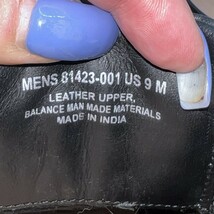 MENS 81423-001 US 9 M
LEATHER UPPER,
BALANCE MAN MADE MATERIALS
MADE IN INDIA